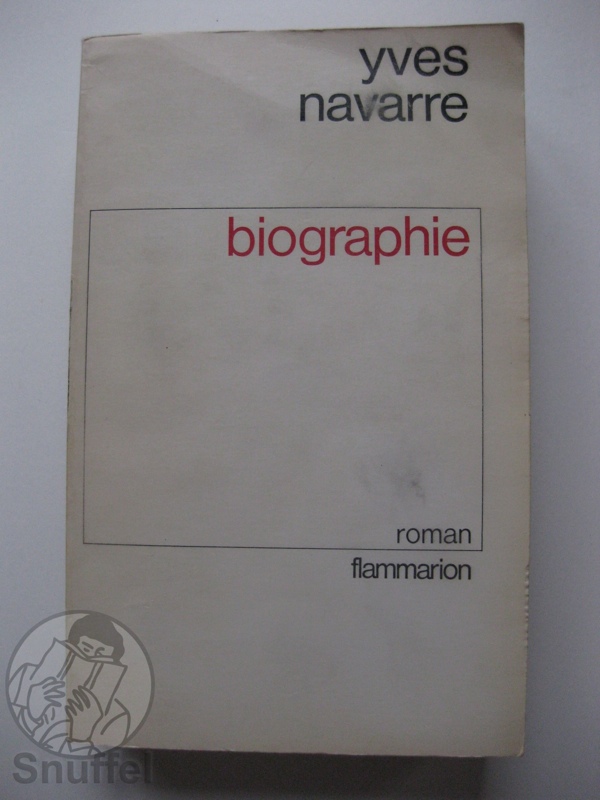 yves
navarre
biographie
roman
flammarion
Snuffel